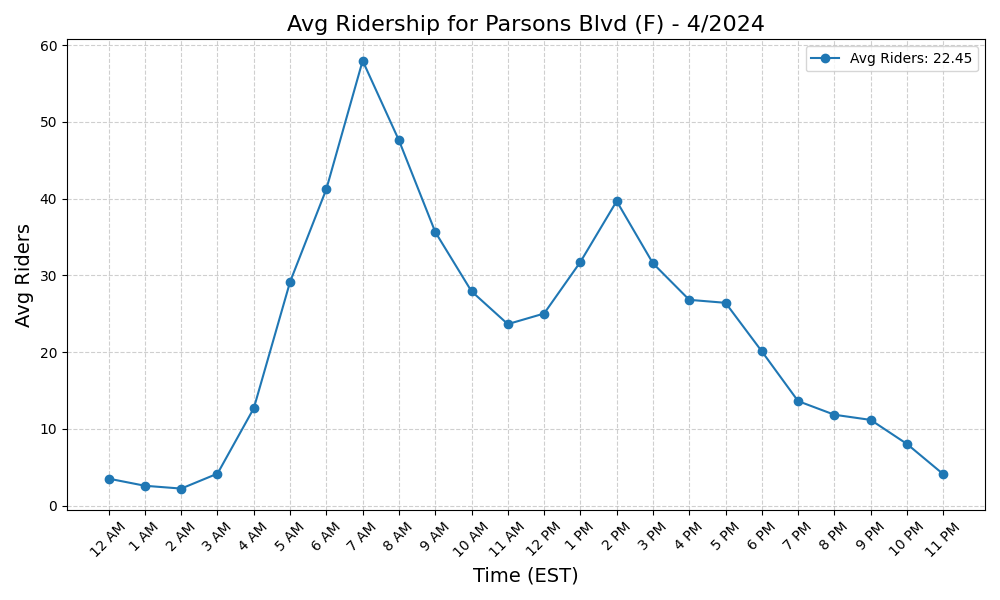 Avg Ridership for Parsons Blvd (F) - 4/2024
Avg Riders: 22.45
Avg Riders
60
50
40
30
20
10
0
12 AM
1 AM
2 AM
3 AM
4 AM
5 AM
6 AM
7 AM
8 AM
9 AM
10 AM
11 AM
12 PM
1 PM
2 PM
3 PM
4 PM
5 PM
6 PM
7 PM
8 PM
9 PM
10 PM
11 PM
Time (EST)